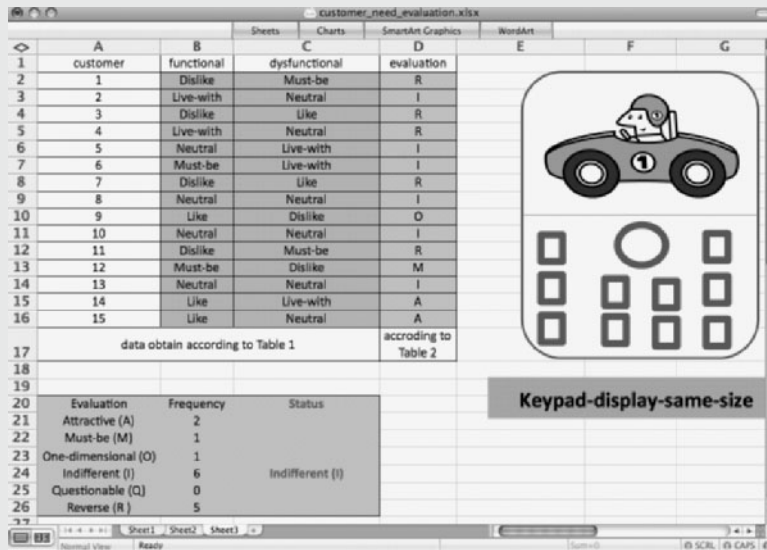 customer_need_evaluation.xlsx
Sheets Charts SmartArt Graphics WordArt
A B C D E F G
1 customer functional dysfunctional evaluation
2 1 Dislike Must-be R
3 2 Live-with Neutral I
4 3 Dislike Like R
5 4 Live-with Neutral R
6 5 Neutral Live-with I
7 6 Must-be Live-with I
8 7 Dislike Like R
9 8 Neutral Neutral I
10 9 Like Dislike O
11 10 Neutral Neutral I
12 11 Dislike Must-be R
13 12 Must-be Dislike M
14 13 Neutral Neutral I
15 14 Like Live-with A
16 15 Like Neutral A
17 data obtain according to Table 1 accroding to Table 2
18
19
20 Evaluation Frequency Status
21 Attractive (A) 2
22 Must-be (M) 1
23 One-dimensional (O) 1
24 Indifferent (I) 6 Indifferent (I)
25 Questionable (Q) 0
26 Reverse (R ) 5
27
1
1
Keypad-display-same-size
Sheet1 Sheet2 Sheet3 +
Normal View Ready Sum=0 SCRL CAPS